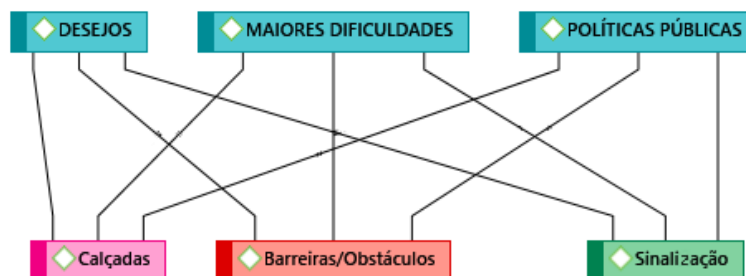 DESEJOS
MAIORES DIFICULDADES
POLÍTICAS PÚBLICAS
Calçadas
Barreiras/Obstáculos
Sinalização